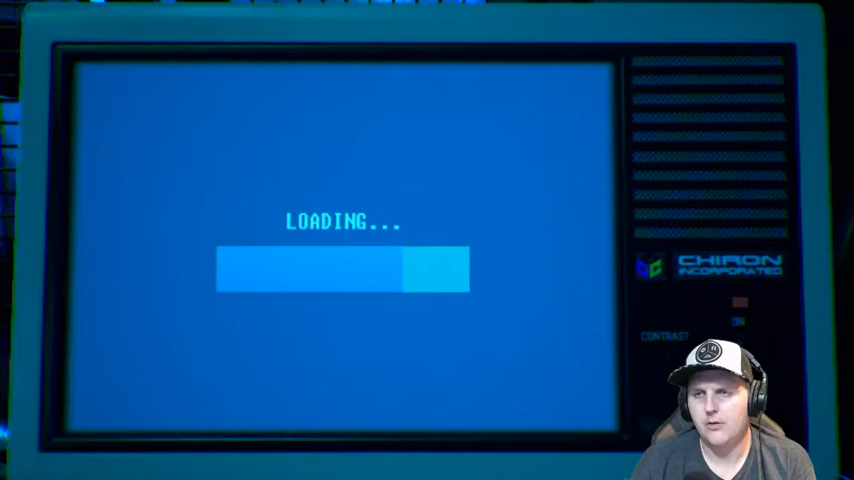 LOADING...
CHIRON
INCORPORATED
ON
CONTRAST